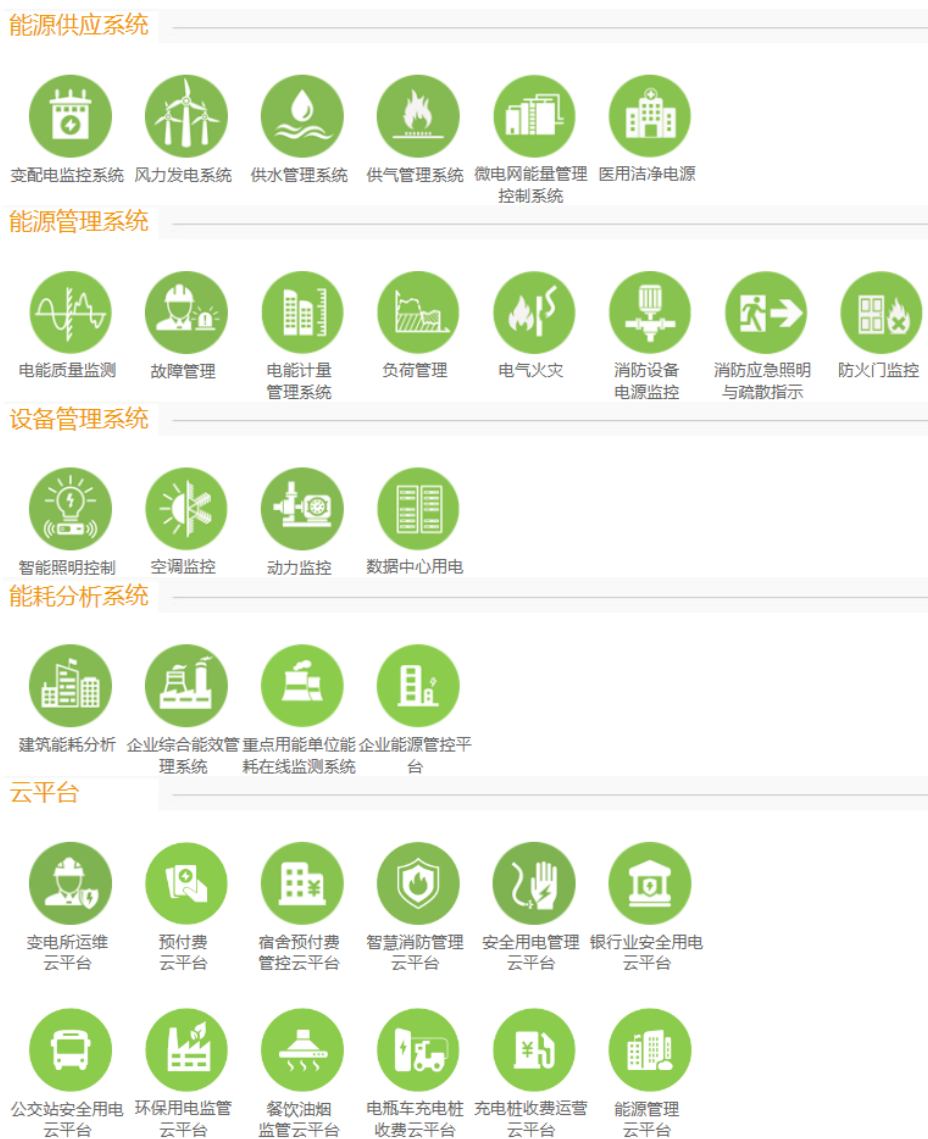 能源供应系统
变配电监控系统 风力发电系统 供水管理系统 供气管理系统 微电网能量管理 医用洁净电源
控制系统
能源管理系统
电能质量监测 故障管理 电能计量 负荷管理 电气火灾 消防设备 消防应急照明 防火门监控
管理系统 电源监控 与疏散指示
设备管理系统
智能照明控制 空调监控 动力监控 数据中心用电
能耗分析系统
建筑能耗分析 企业综合能效管 重点用能单位能 企业能源管控平
理系统 耗在线监测系统 台
云平台
变电所运维 预付费 宿舍预付费 智慧消防管理 安全用电管理 银行业安全用电
云平台 云平台 管控云平台 云平台 云平台 云平台
公交站安全用电 环保用电监管 餐饮油烟 电瓶车充电桩 充电桩收费运营 能源管理
云平台 云平台 监管云平台 收费云平台 云平台 云平台